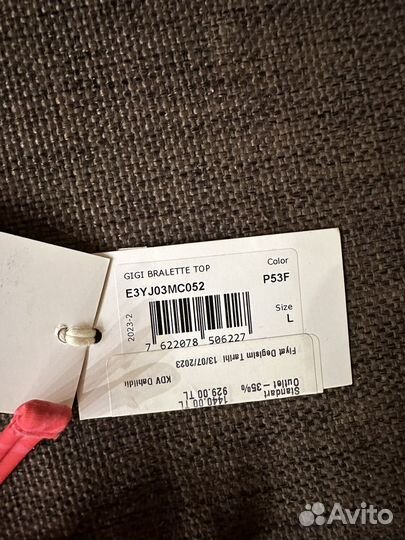 GIGI BRALETTE TOP
Color
E3YJ03MC052
P53F
2023-2
Size
L
7 622078 506227
Fiyat Değişim Tarihi 13/07/2023
Standart 1440.00 TL
Outlet -35% 929.00 TL
KDV Dahildir
Avito